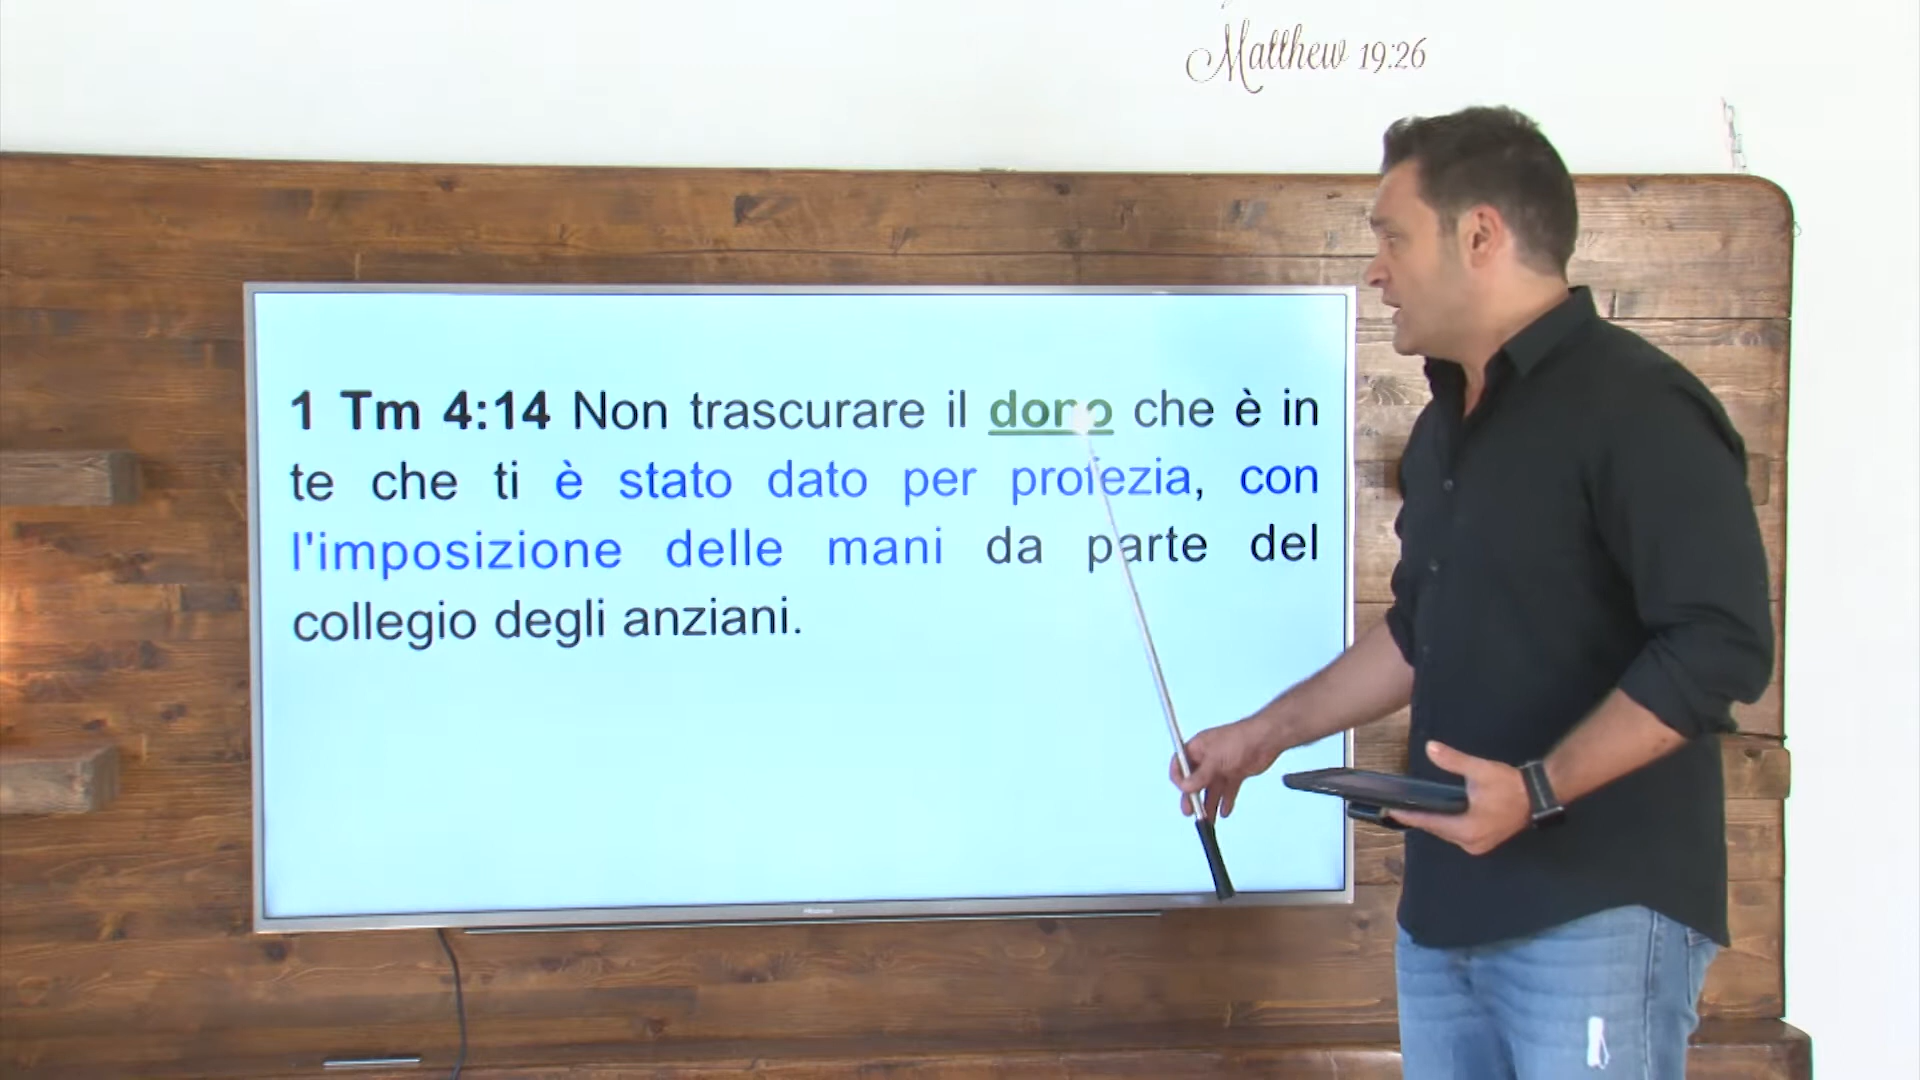 Matthew 19:26
1 Tm 4:14 Non trascurare il dono che è in
te che ti è stato dato per profezia, con
l'imposizione delle mani da parte del
collegio degli anziani.